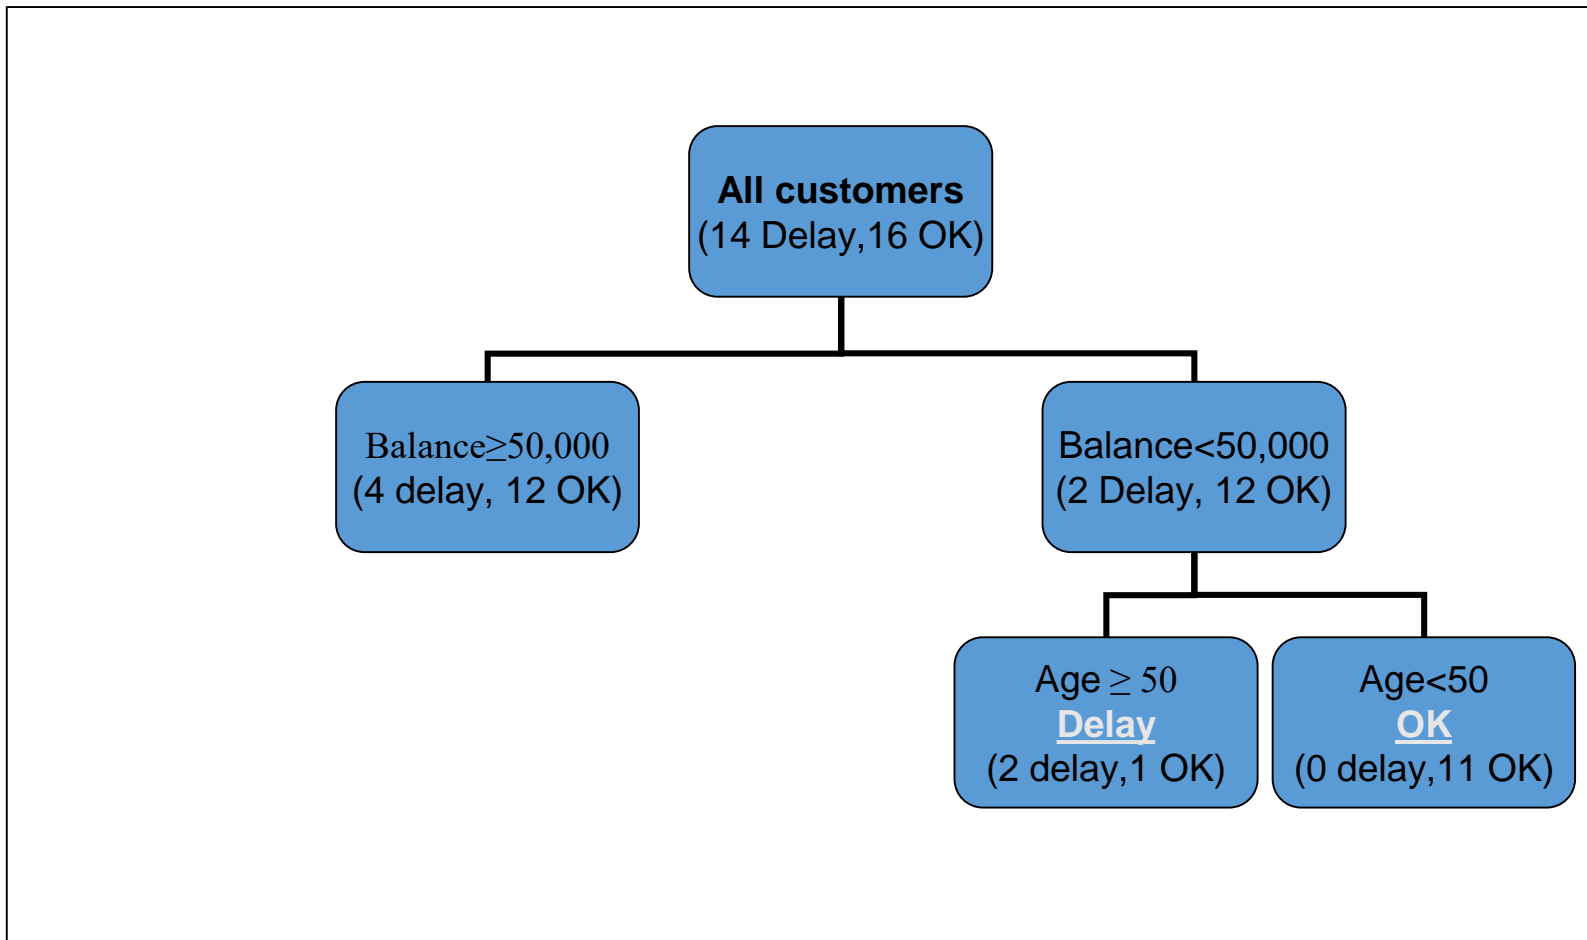 All customers
(14 Delay,16 OK)
Balance≥50,000
(4 delay, 12 OK)
Balance<50,000
(2 Delay, 12 OK)
Age ≥ 50
Delay
(2 delay,1 OK)
Age<50
OK
(0 delay,11 OK)